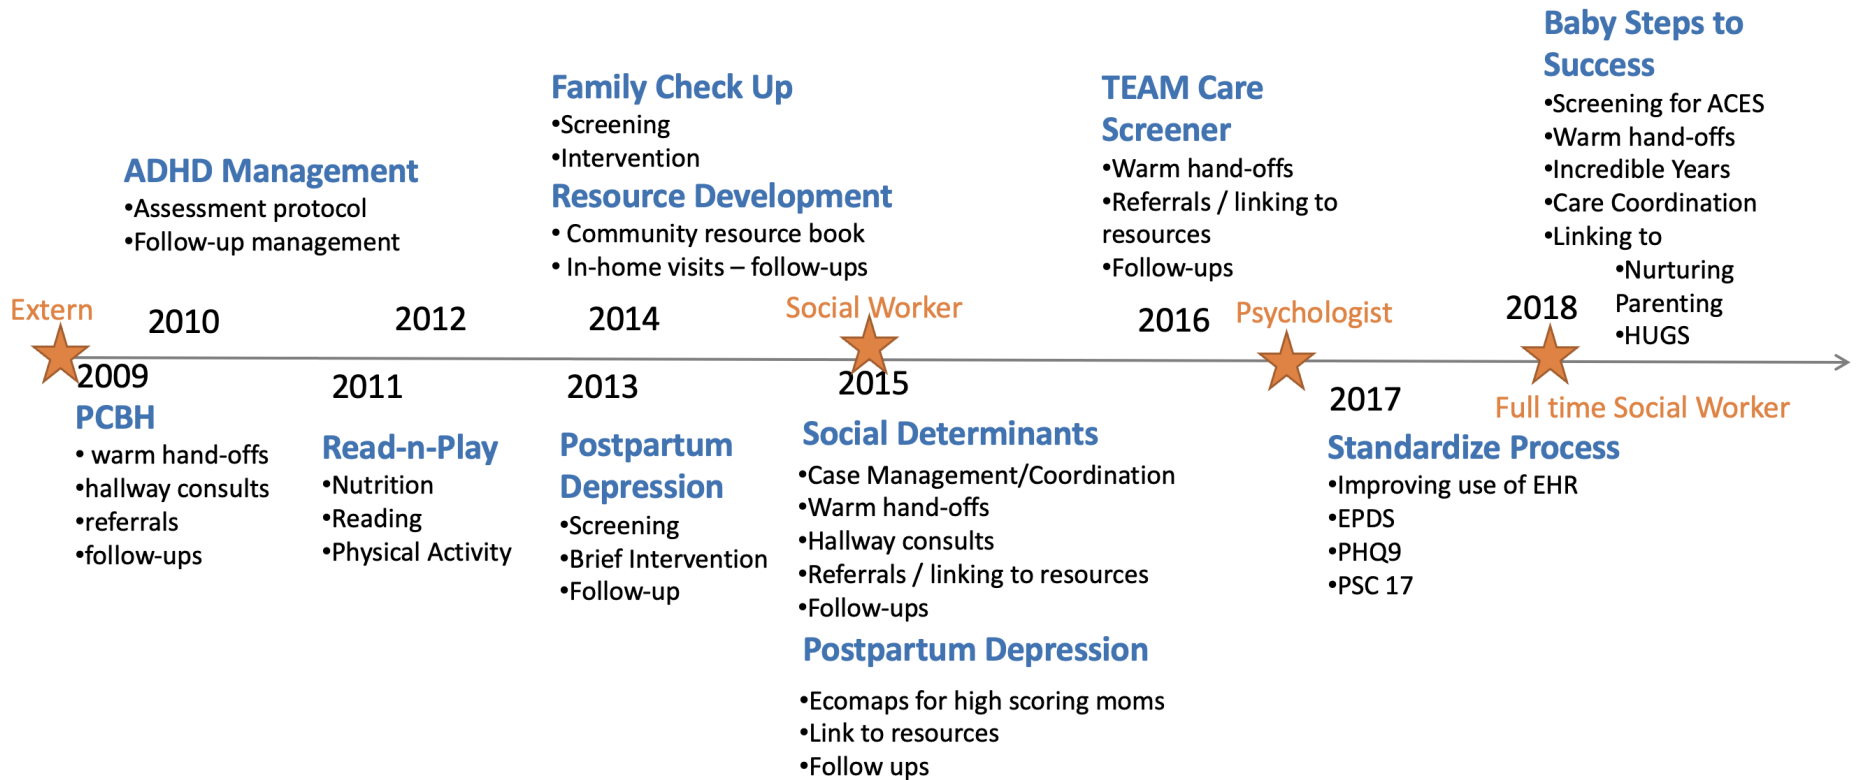 Baby Steps to
Success
•Screening for ACES
•Warm hand-offs
•Incredible Years
•Care Coordination
•Linking to
•Nurturing
Parenting
•HUGS
Family Check Up
•Screening
•Intervention
Resource Development
• Community resource book
• In-home visits – follow-ups
TEAM Care
Screener
•Warm hand-offs
•Referrals / linking to
resources
•Follow-ups
ADHD Management
•Assessment protocol
•Follow-up management
Extern
2010
2012
2014
Social Worker
2016
Psychologist
2018
2009
PCBH
• warm hand-offs
•hallway consults
•referrals
•follow-ups
2011
Read-n-Play
•Nutrition
•Reading
•Physical Activity
2013
Postpartum
Depression
•Screening
•Brief Intervention
•Follow-up
2015
Social Determinants
•Case Management/Coordination
•Warm hand-offs
•Hallway consults
•Referrals / linking to resources
•Follow-ups
Postpartum Depression
•Ecomaps for high scoring moms
•Link to resources
•Follow ups
2017
Full time Social Worker
Standardize Process
•Improving use of EHR
•EPDS
•PHQ9
•PSC 17